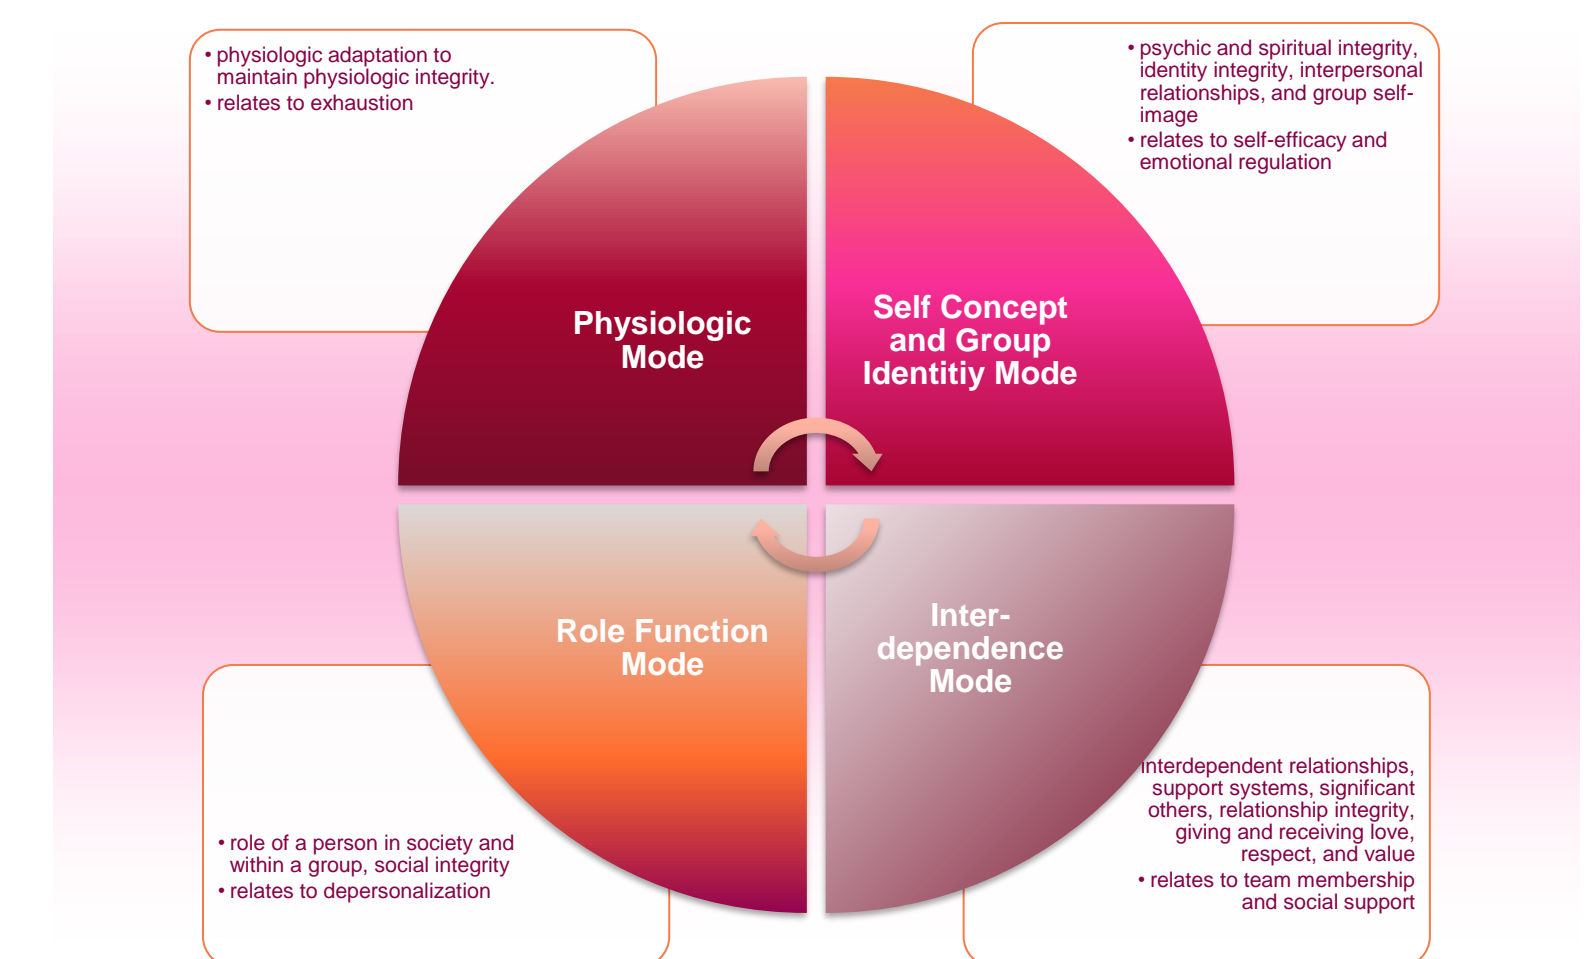 • physiologic adaptation to
maintain physiologic integrity.
• relates to exhaustion
• psychic and spiritual integrity,
identity integrity, interpersonal
relationships, and group self-
image
• relates to self-efficacy and
emotional regulation
Physiologic
Mode
Self Concept
and Group
Identitiy Mode
Role Function
Mode
Inter-
dependence
Mode
• role of a person in society and
within a group, social integrity
• relates to depersonalization
interdependent relationships,
support systems, significant
others, relationship integrity,
giving and receiving love,
respect, and value
• relates to team membership
and social support